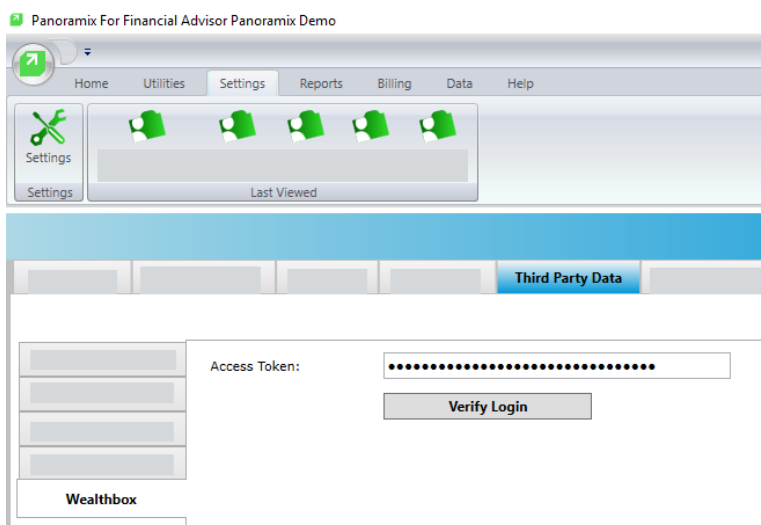 Panoramix For Financial Advisor Panoramix Demo
Home Utilities Settings Reports Billing Data Help
Settings
Settings Last Viewed
Third Party Data
Access Token: ••••••••••••••••••••••••••••••••
Verify Login
Wealthbox